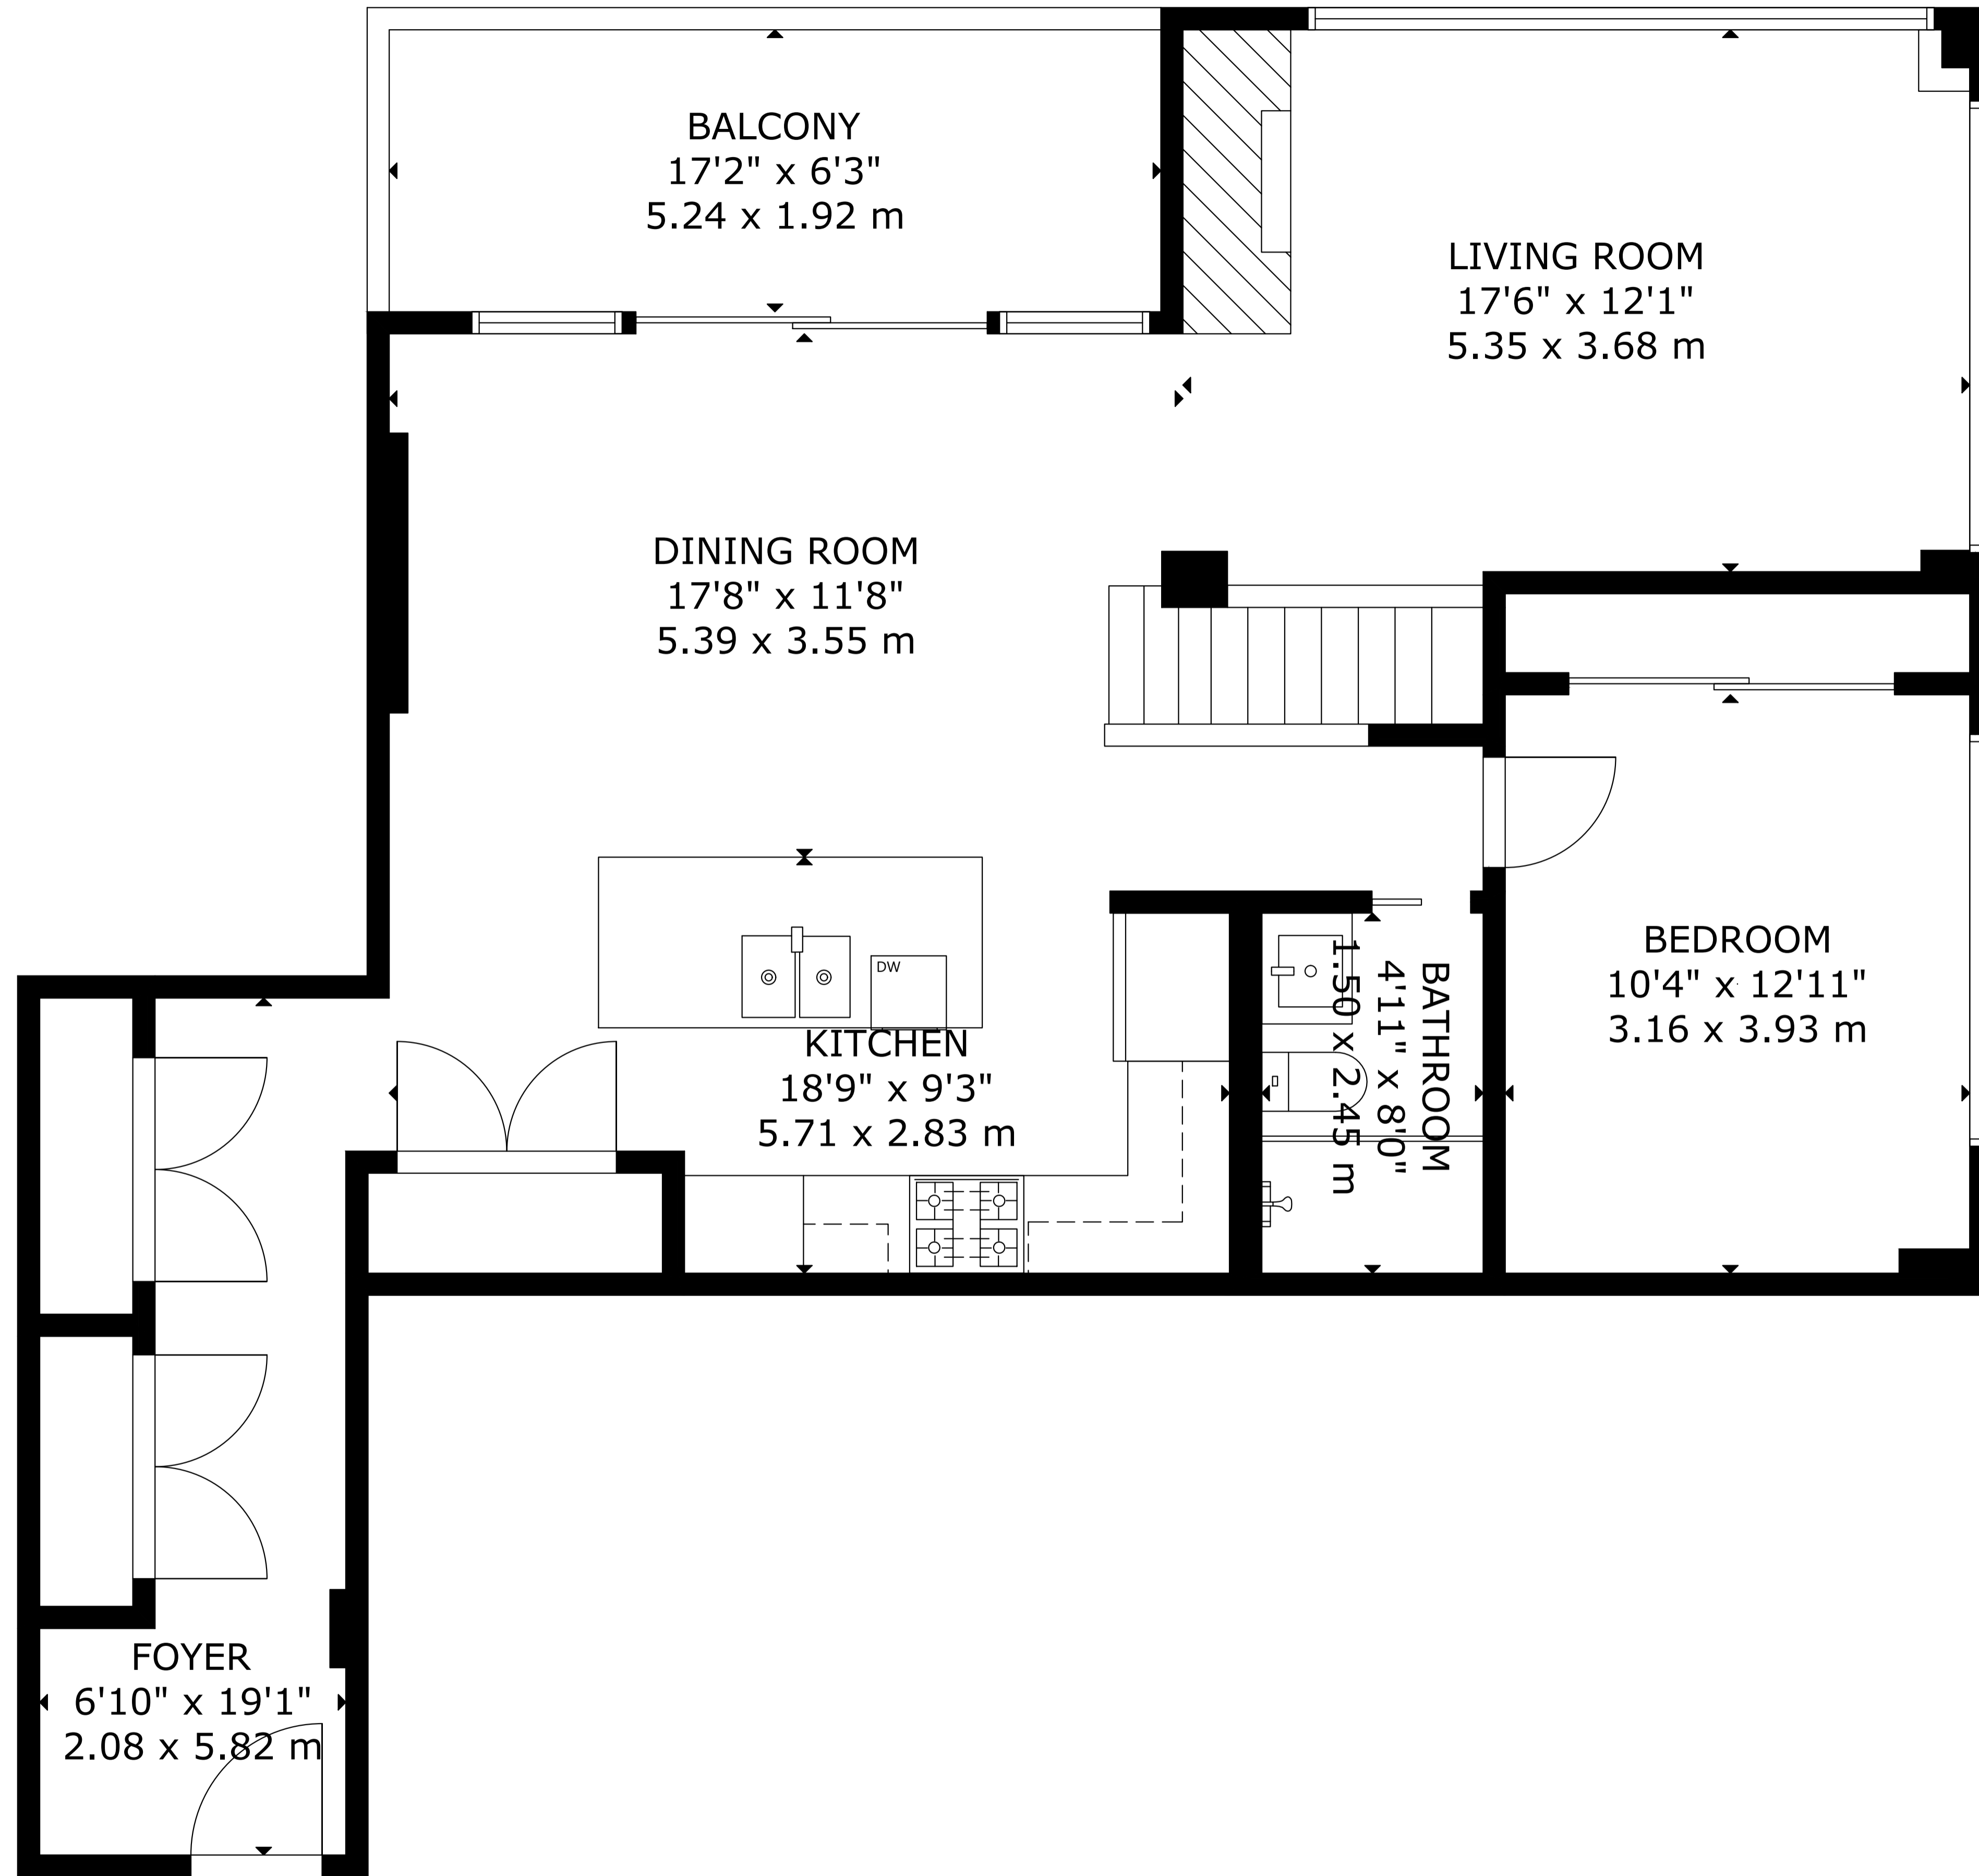 BALCONY
17'2" x 6'3"
5.24 x 1.92 m
LIVING ROOM
17'6" x 12'1"
5.35 x 3.68 m
DINING ROOM
17'8" x 11'8"
5.39 x 3.55 m
DW
KITCHEN
18'9" x 9'3"
5.71 x 2.83 m
BATHROOM
4'11" x 8'0"
1.50 x 2.45 m
BEDROOM
10'4" x 12'11"
3.16 x 3.93 m
FOYER
6'10" x 19'1"
2.08 x 5.82 m